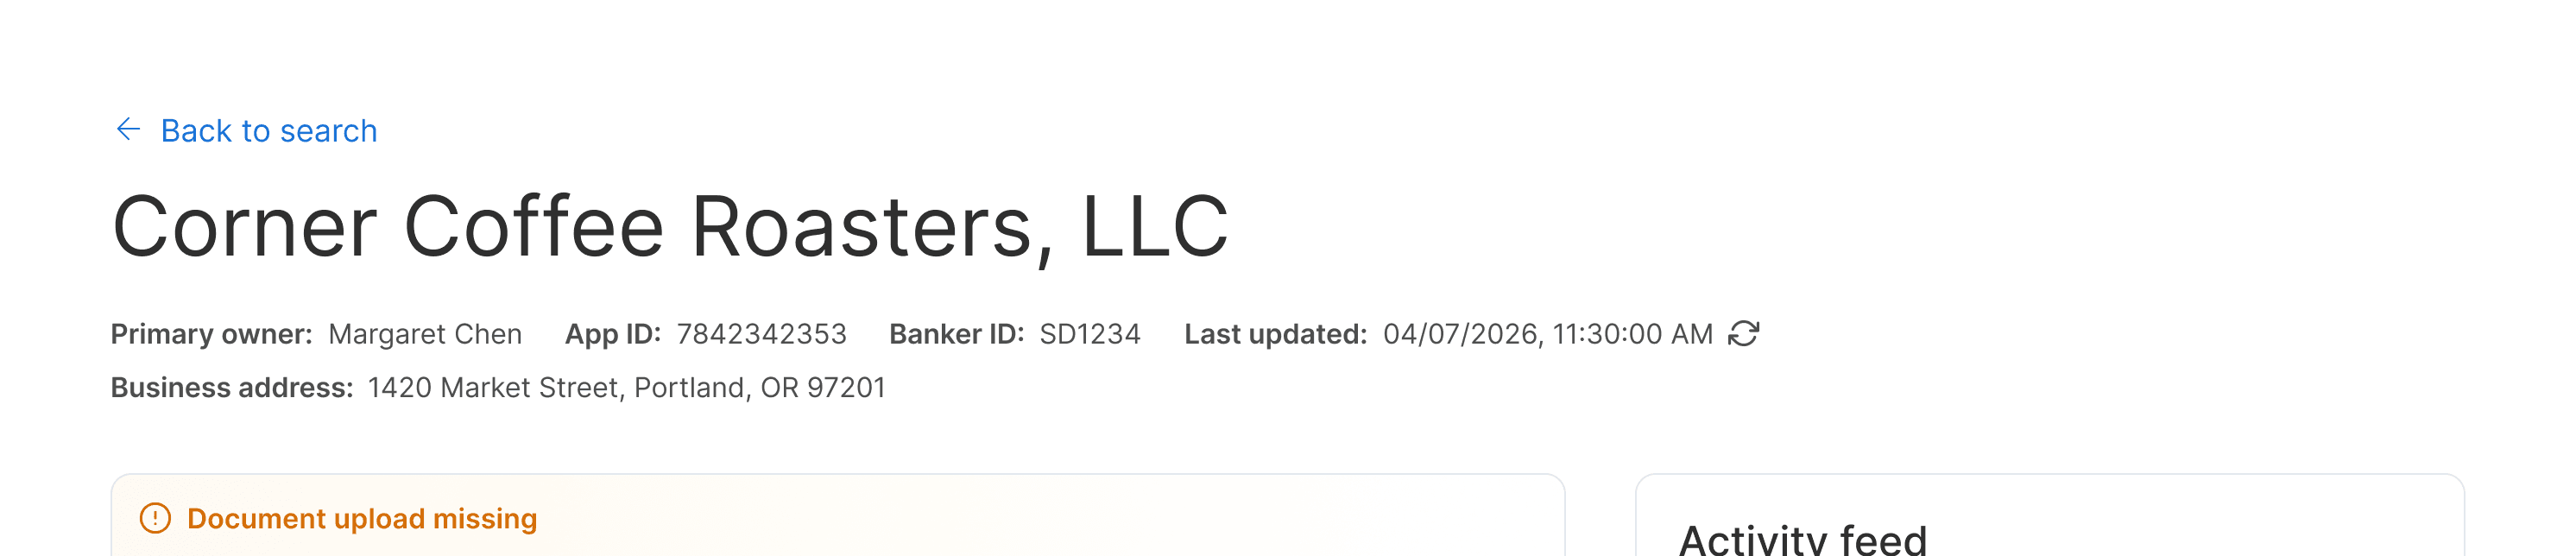 Back to search
Corner Coffee Roasters, LLC
Primary owner: Margaret Chen App ID: 7842342353 Banker ID: SD1234 Last updated: 04/07/2026, 11:30:00 AM
Business address: 1420 Market Street, Portland, OR 97201
Document upload missing
Activity feed